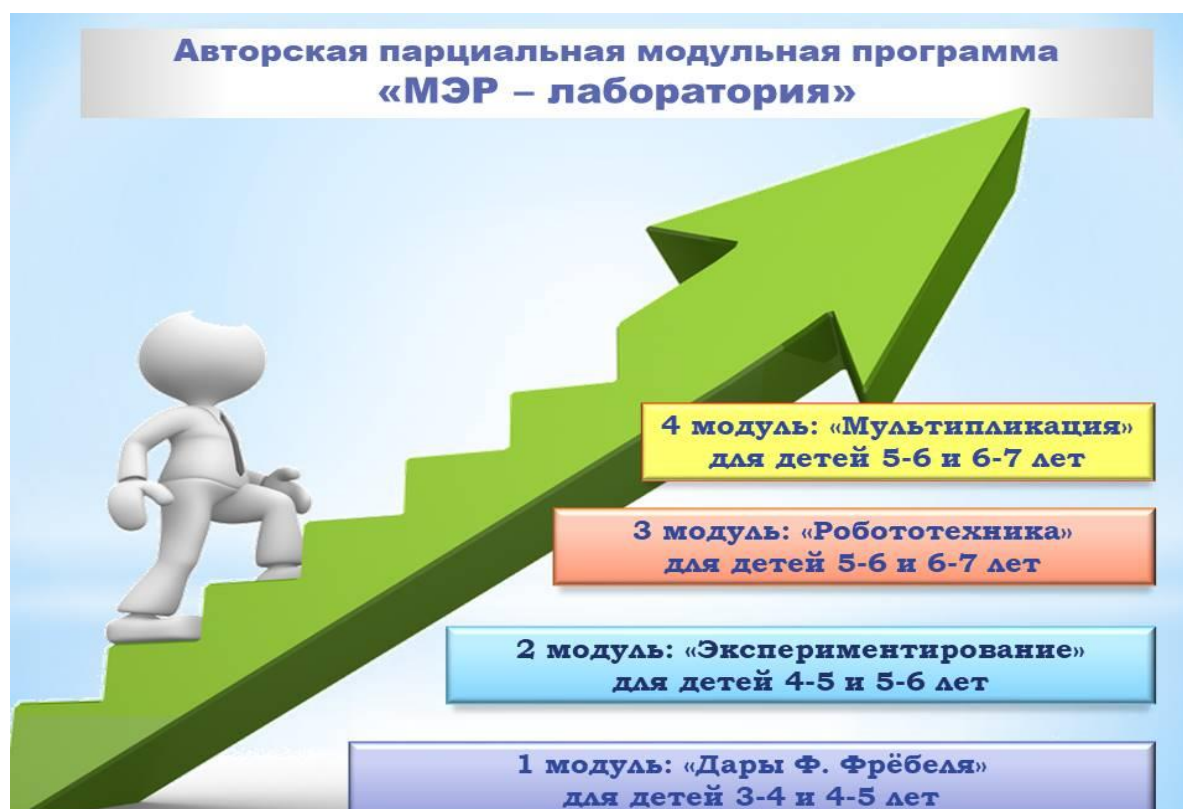 Авторская парциальная модульная программа
«МЭР – лаборатория»
4 модуль: «Мультипликация»
для детей 5-6 и 6-7 лет
3 модуль: «Робототехника»
для детей 5-6 и 6-7 лет
2 модуль: «Экспериментирование»
для детей 4-5 и 5-6 лет
1 модуль: «Дары Ф. Фрёбеля»
для детей 3-4 и 4-5 лет